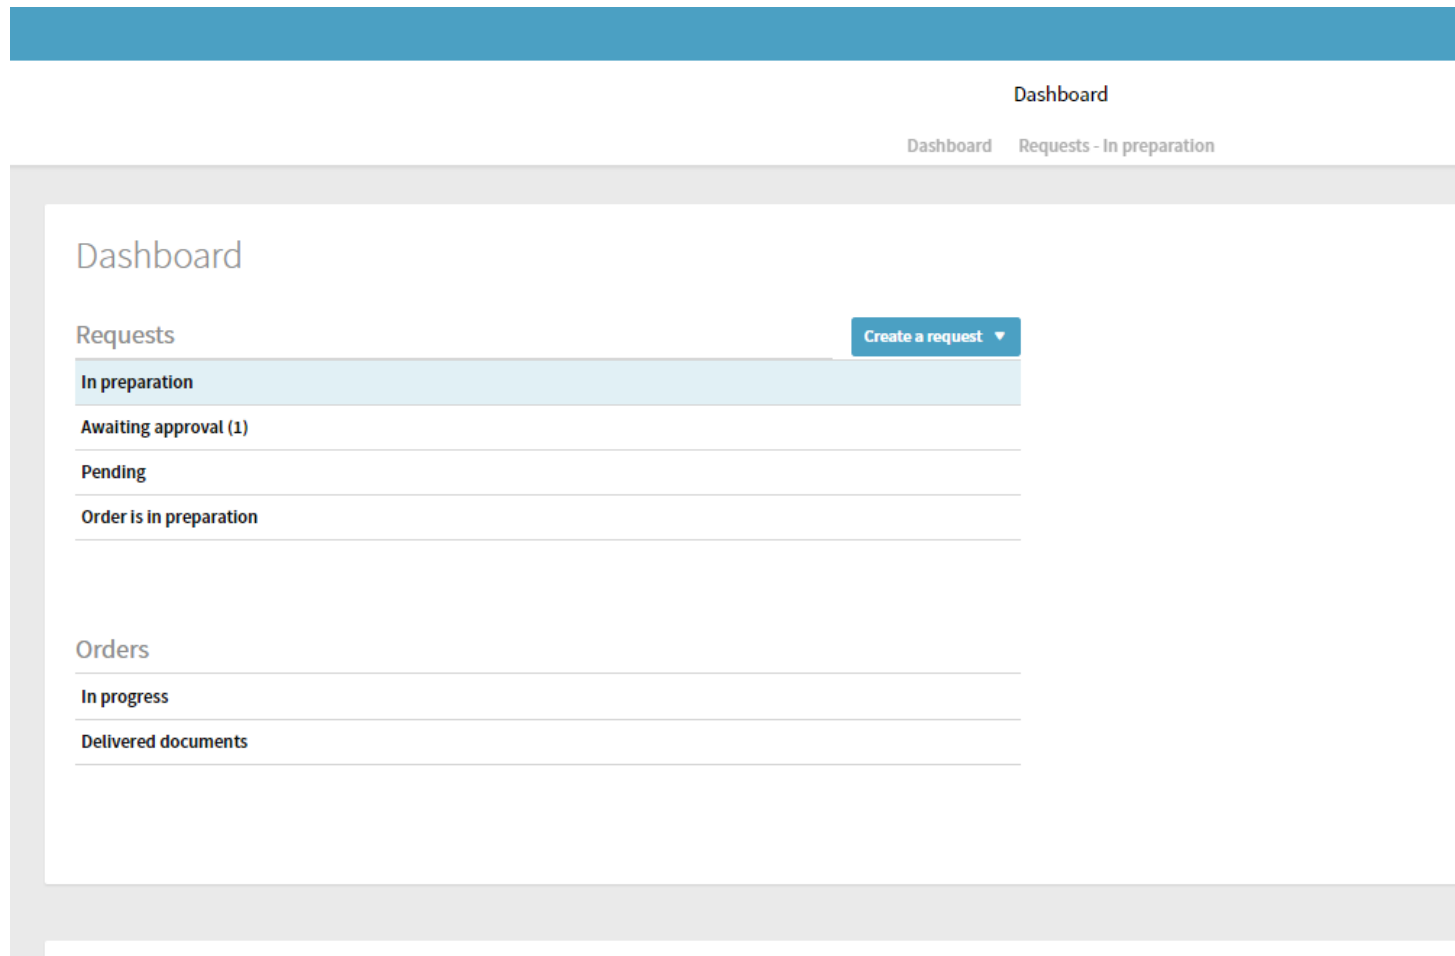 Dashboard
Dashboard Requests - In preparation
Dashboard
Requests
Create a request
In preparation
Awaiting approval (1)
Pending
Order is in preparation
Orders
In progress
Delivered documents